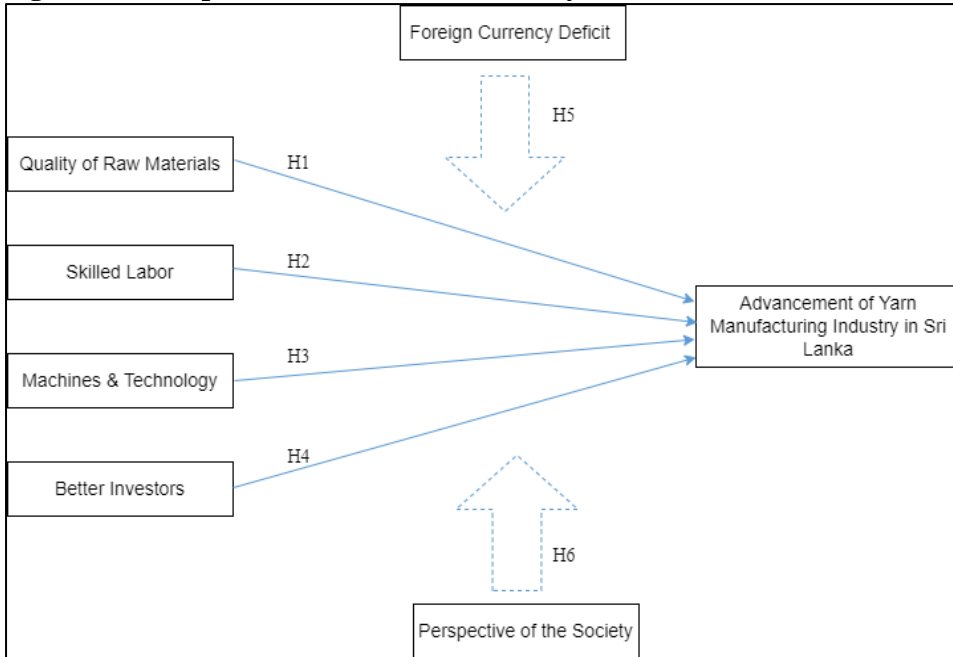 Foreign Currency Deficit
H5
Quality of Raw Materials
H1
Skilled Labor
H2
Advancement of Yarn
Manufacturing Industry in Sri
Lanka
Machines & Technology
H3
Better Investors
H4
H6
Perspective of the Society